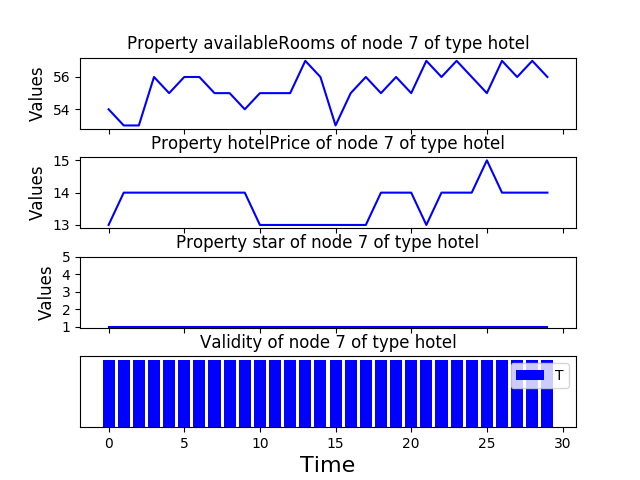 Property availableRooms of node 7 of type hotel
Values
56
54
Property hotelPrice of node 7 of type hotel
Values
15
14
13
Property star of node 7 of type hotel
Values
5
4
3
2
1
Validity of node 7 of type hotel
T
0 5 10 15 20 25 30
Time